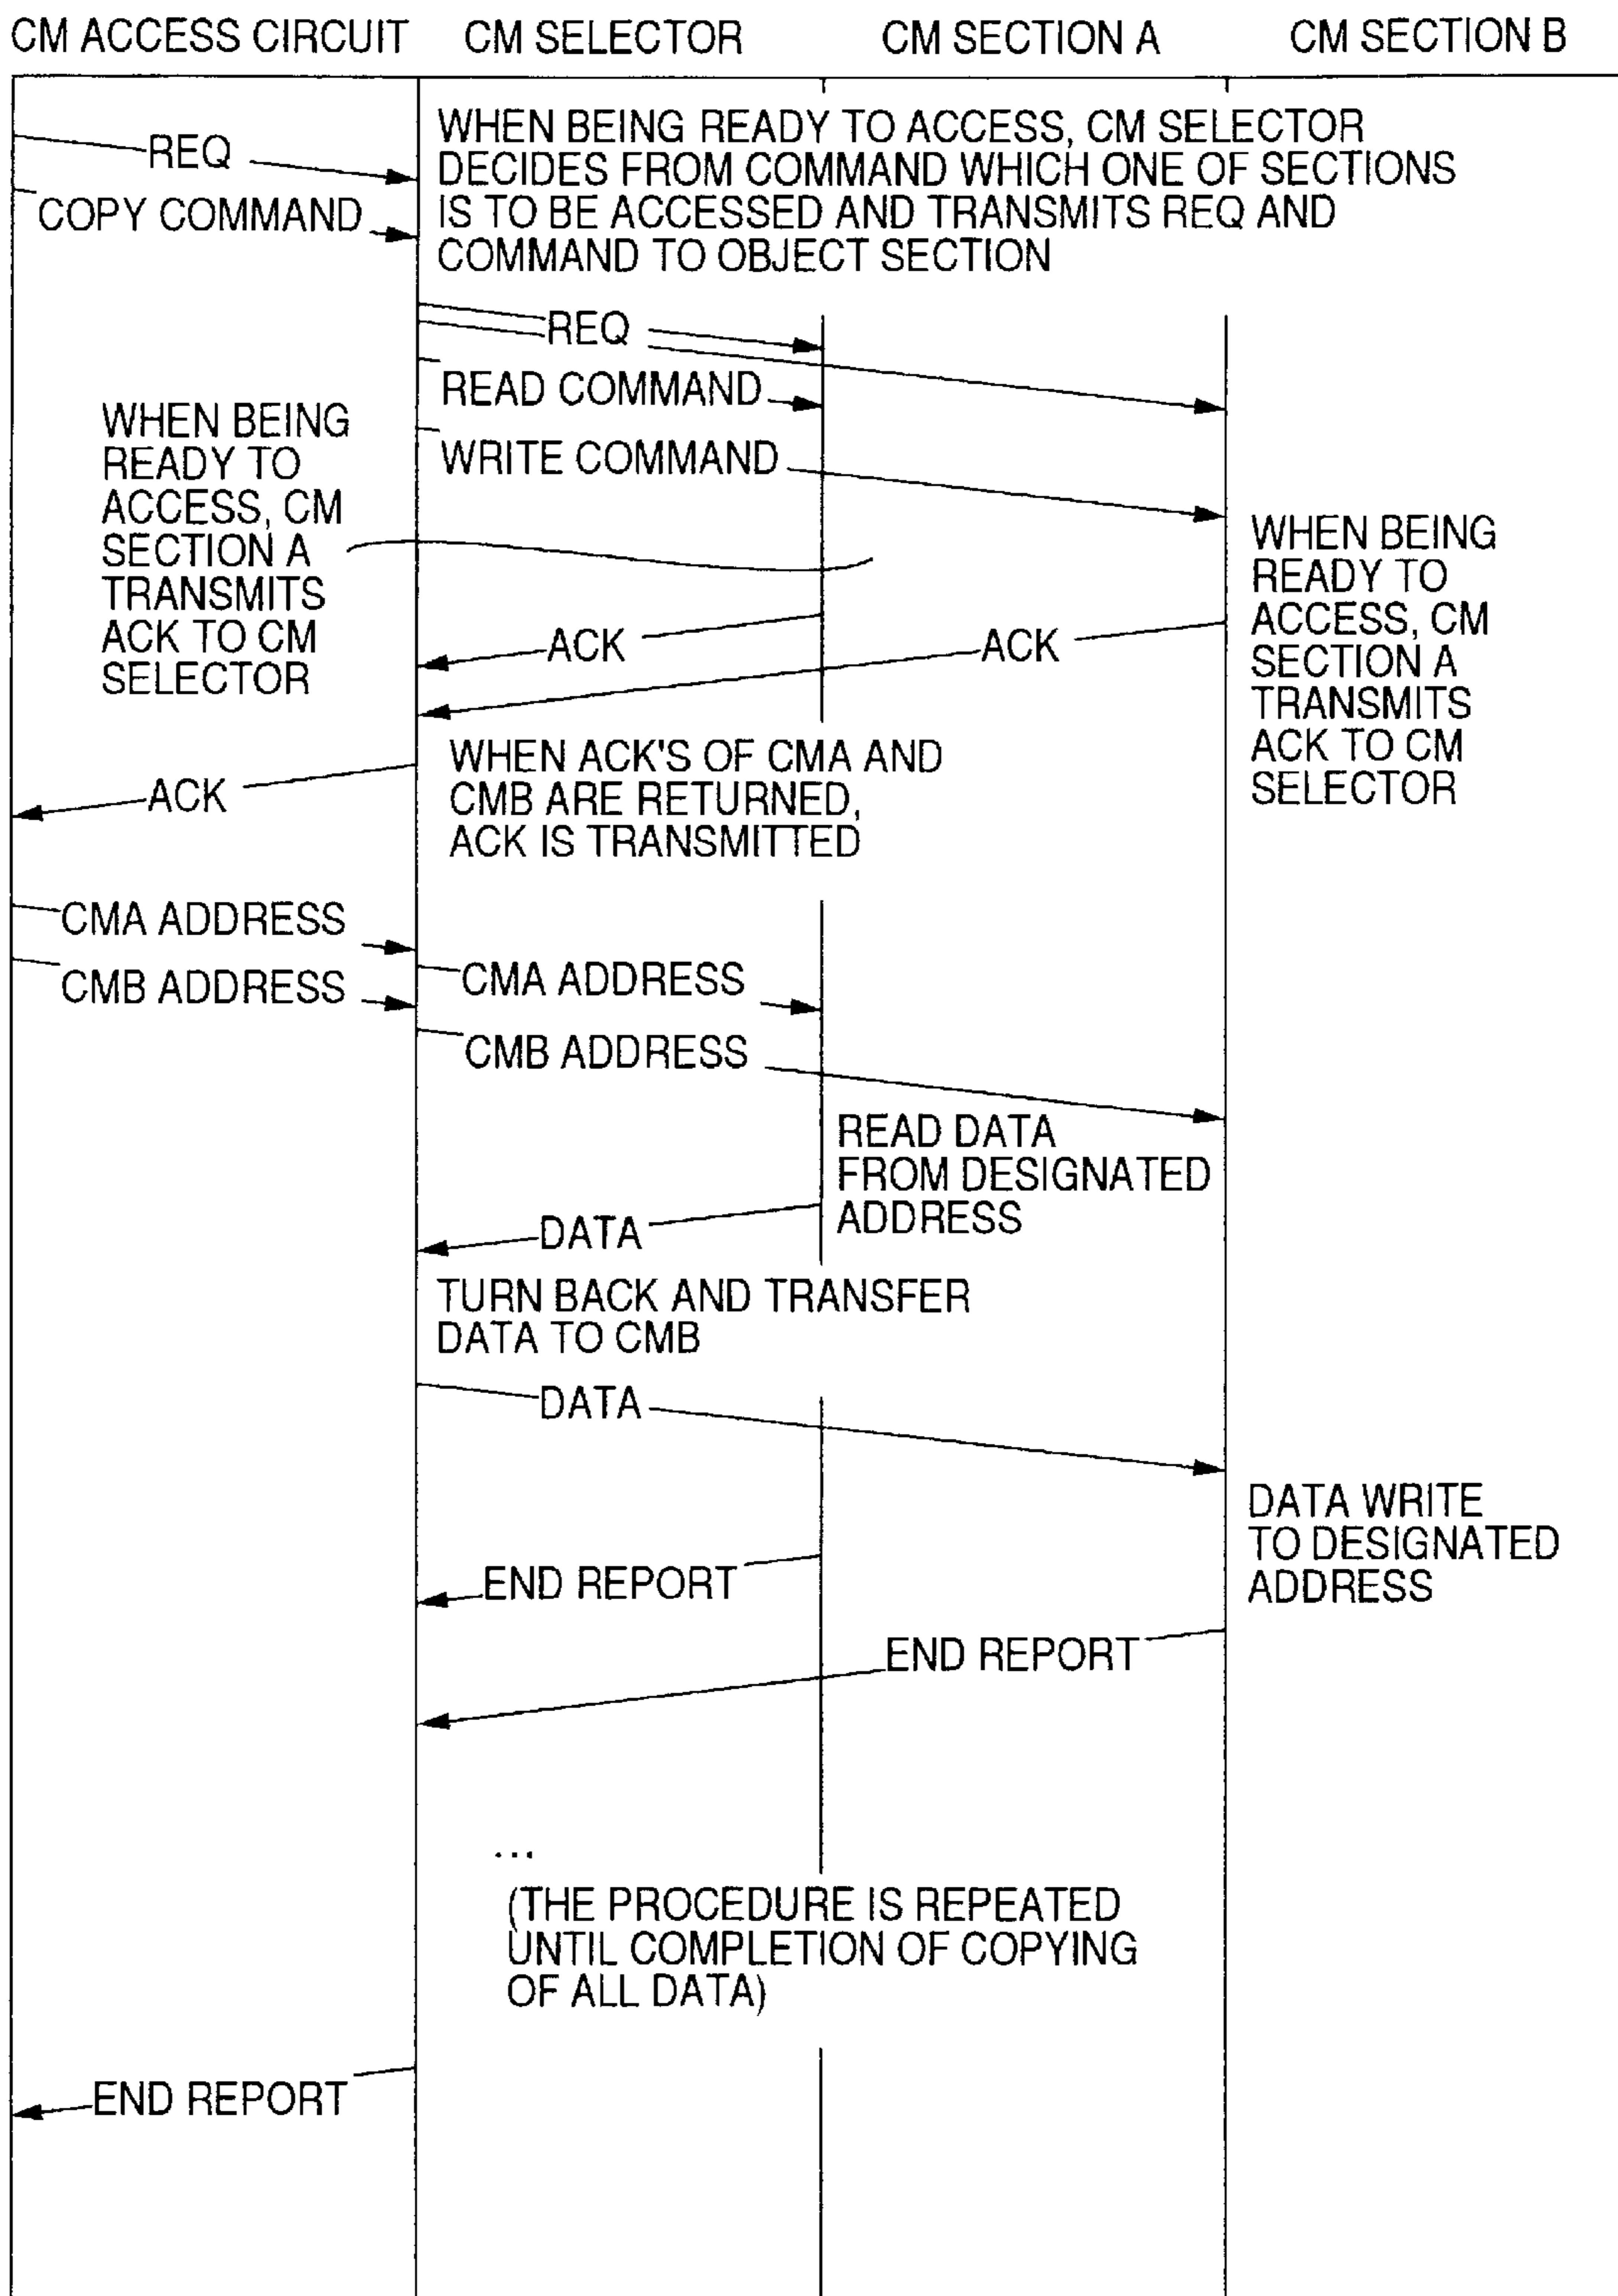 CM ACCESS CIRCUIT CM SELECTOR CM SECTION A CM SECTION B
REQ
COPY COMMAND
WHEN BEING READY TO ACCESS, CM SELECTOR
DECIDES FROM COMMAND WHICH ONE OF SECTIONS
IS TO BE ACCESSED AND TRANSMITS REQ AND
COMMAND TO OBJECT SECTION
REQ
READ COMMAND
WRITE COMMAND
WHEN BEING
READY TO
ACCESS, CM
SECTION A
TRANSMITS
ACK TO CM
SELECTOR
WHEN BEING
READY TO
ACCESS, CM
SECTION A
TRANSMITS
ACK TO CM
SELECTOR
ACK
ACK
ACK
WHEN ACK'S OF CMA AND
CMB ARE RETURNED,
ACK IS TRANSMITTED
CMA ADDRESS
CMB ADDRESS
CMA ADDRESS
CMB ADDRESS
READ DATA
FROM DESIGNATED
ADDRESS
DATA
TURN BACK AND TRANSFER
DATA TO CMB
DATA
DATA WRITE
TO DESIGNATED
ADDRESS
END REPORT
END REPORT
...
(THE PROCEDURE IS REPEATED
UNTIL COMPLETION OF COPYING
OF ALL DATA)
END REPORT